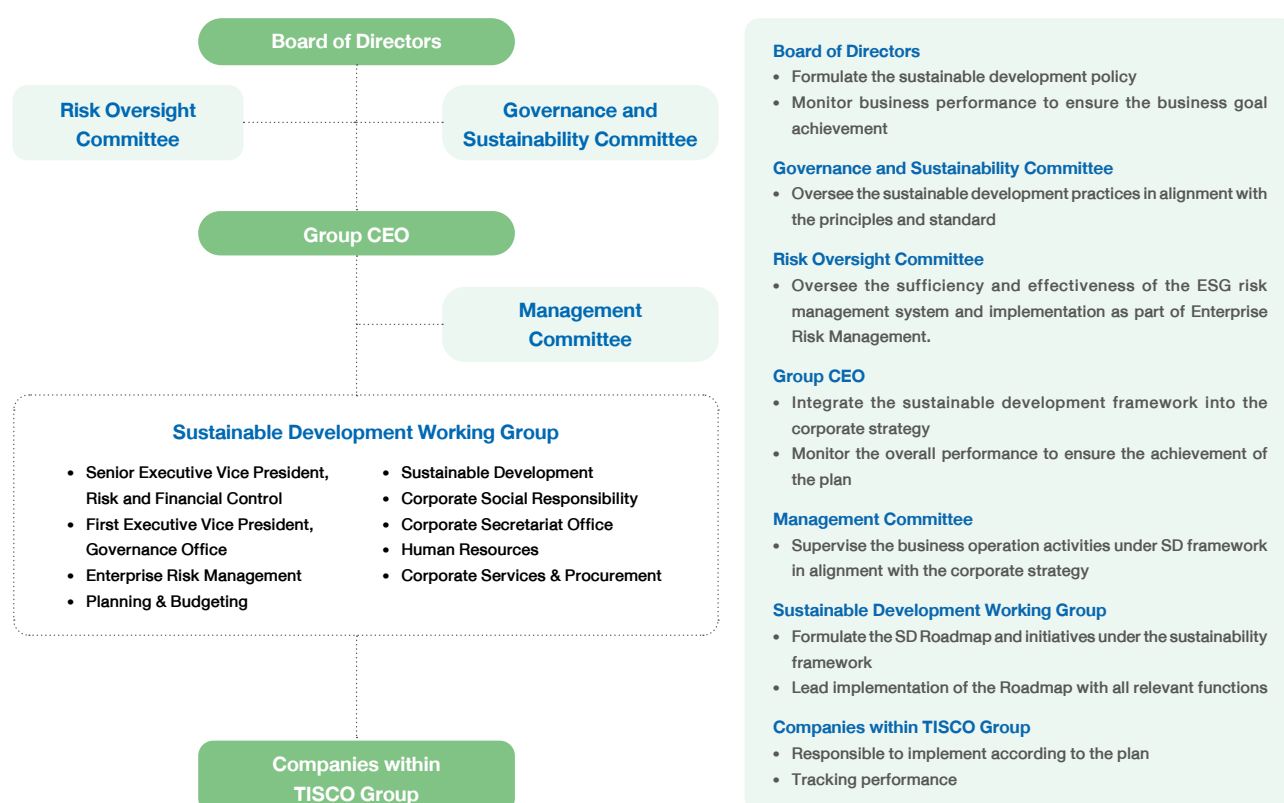 Board of Directors
Risk Oversight
Committee
Governance and
Sustainability Committee
Group CEO
Management
Committee
Sustainable Development Working Group
• Senior Executive Vice President,
Risk and Financial Control
• First Executive Vice President,
Governance Office
• Enterprise Risk Management
• Planning & Budgeting
• Sustainable Development
• Corporate Social Responsibility
• Corporate Secretariat Office
• Human Resources
• Corporate Services & Procurement
Companies within
TISCO Group
Board of Directors
• Formulate the sustainable development policy
• Monitor business performance to ensure the business goal
achievement
Governance and Sustainability Committee
• Oversee the sustainable development practices in alignment with
the principles and standard
Risk Oversight Committee
• Oversee the sufficiency and effectiveness of the ESG risk
management system and implementation as part of Enterprise
Risk Management.
Group CEO
• Integrate the sustainable development framework into the
corporate strategy
• Monitor the overall performance to ensure the achievement of
the plan
Management Committee
• Supervise the business operation activities under SD framework
in alignment with the corporate strategy
Sustainable Development Working Group
• Formulate the SD Roadmap and initiatives under the sustainability
framework
• Lead implementation of the Roadmap with all relevant functions
Companies within TISCO Group
• Responsible to implement according to the plan
• Tracking performance